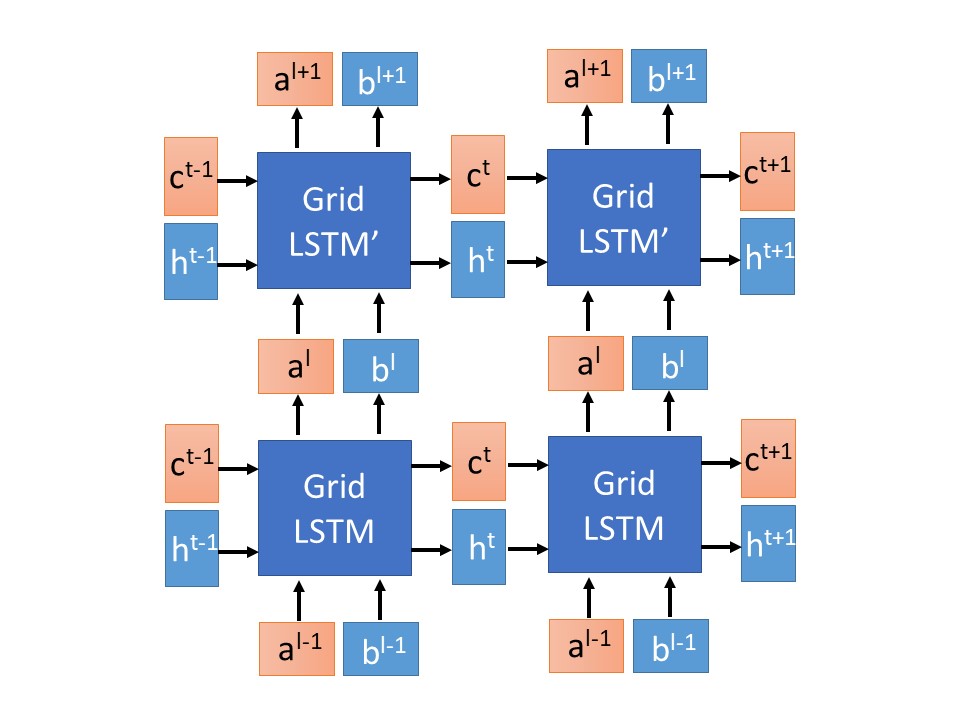 a^l+1 b^l+1 a^l+1 b^l+1
c^t-1 c^t c^t+1
Grid Grid
LSTM’ LSTM’
h^t-1 h^t h^t+1
a^l b^l a^l b^l
c^t-1 c^t c^t+1
Grid Grid
LSTM LSTM
h^t-1 h^t h^t+1
a^l-1 b^l-1 a^l-1 b^l-1